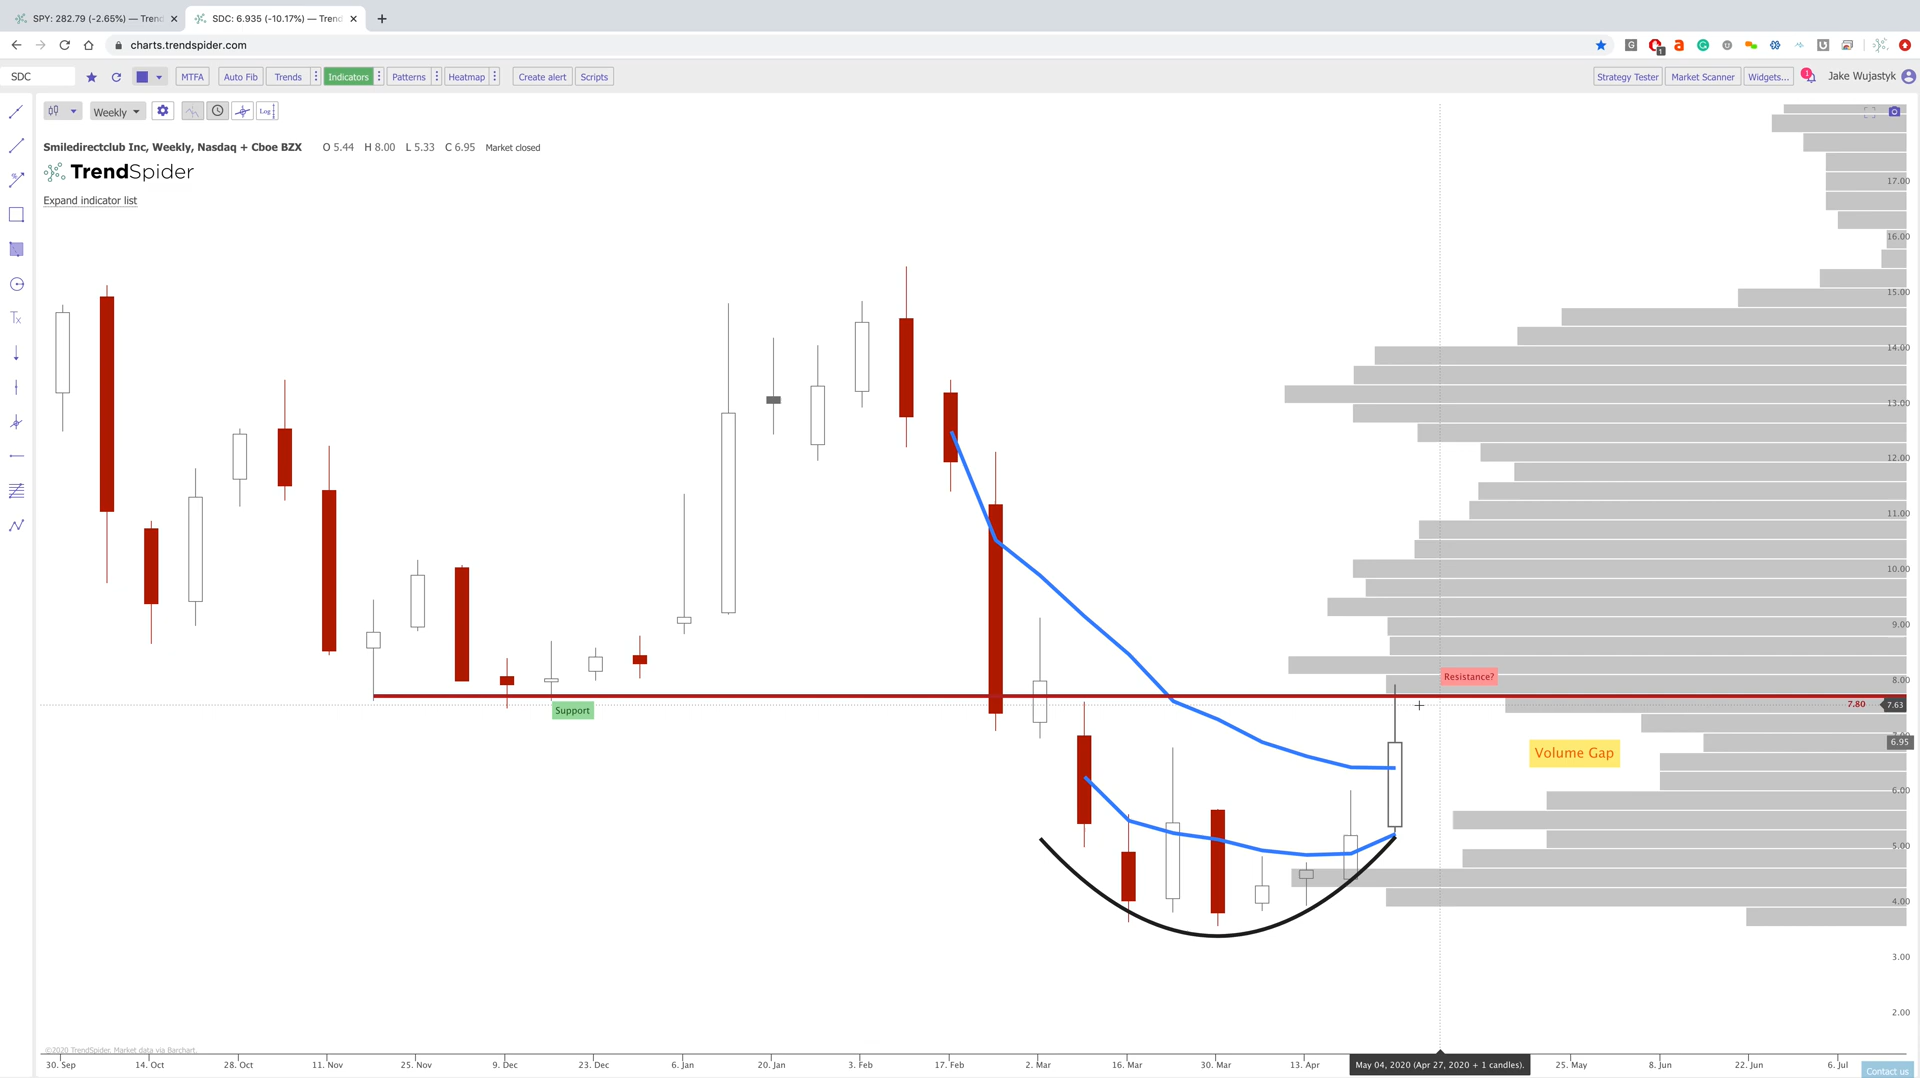 SPY: 282.79 (-2.65%) — Trend
SDC: 6.935 (-10.17%) — Trend
charts.trendspider.com
SDC
MTFA
Auto Fib
Trends
Indicators
Patterns
Heatmap
Create alert
Scripts
Strategy Tester
Market Scanner
Widgets...
1
Jake Wujastyk
Weekly
Log
Smiledirectclub Inc, Weekly, Nasdaq + Cboe BZX O 5.44 H 8.00 L 5.33 C 6.95 Market closed
TrendSpider
Expand indicator list
17.00
16.00
15.00
14.00
13.00
12.00
11.00
10.00
9.00
8.00
Resistance?
Support
7.80
7.63
6.95
Volume Gap
6.00
5.00
4.00
3.00
2.00
©2020 TrendSpider. Market data via Barchart.
30. Sep 14. Oct 28. Oct 11. Nov 25. Nov 9. Dec 23. Dec 6. Jan 20. Jan 3. Feb 17. Feb 2. Mar 16. Mar 30. Mar 13. Apr May 04, 2020 (Apr 27, 2020 + 1 candles). 25. May 8. Jun 22. Jun 6. Jul
Contact us